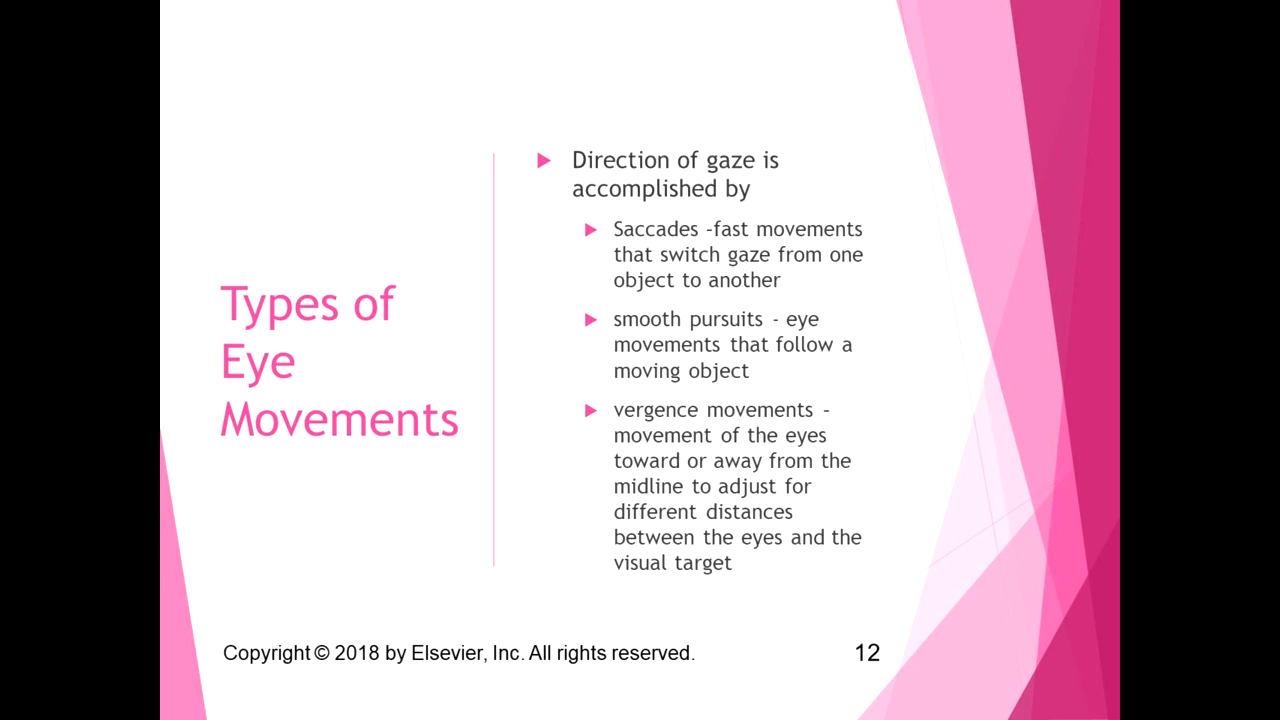 Types of
Eye
Movements
Direction of gaze is
accomplished by
Saccades –fast movements
that switch gaze from one
object to another
smooth pursuits - eye
movements that follow a
moving object
vergence movements –
movement of the eyes
toward or away from the
midline to adjust for
different distances
between the eyes and the
visual target
Copyright © 2018 by Elsevier, Inc. All rights reserved.
12